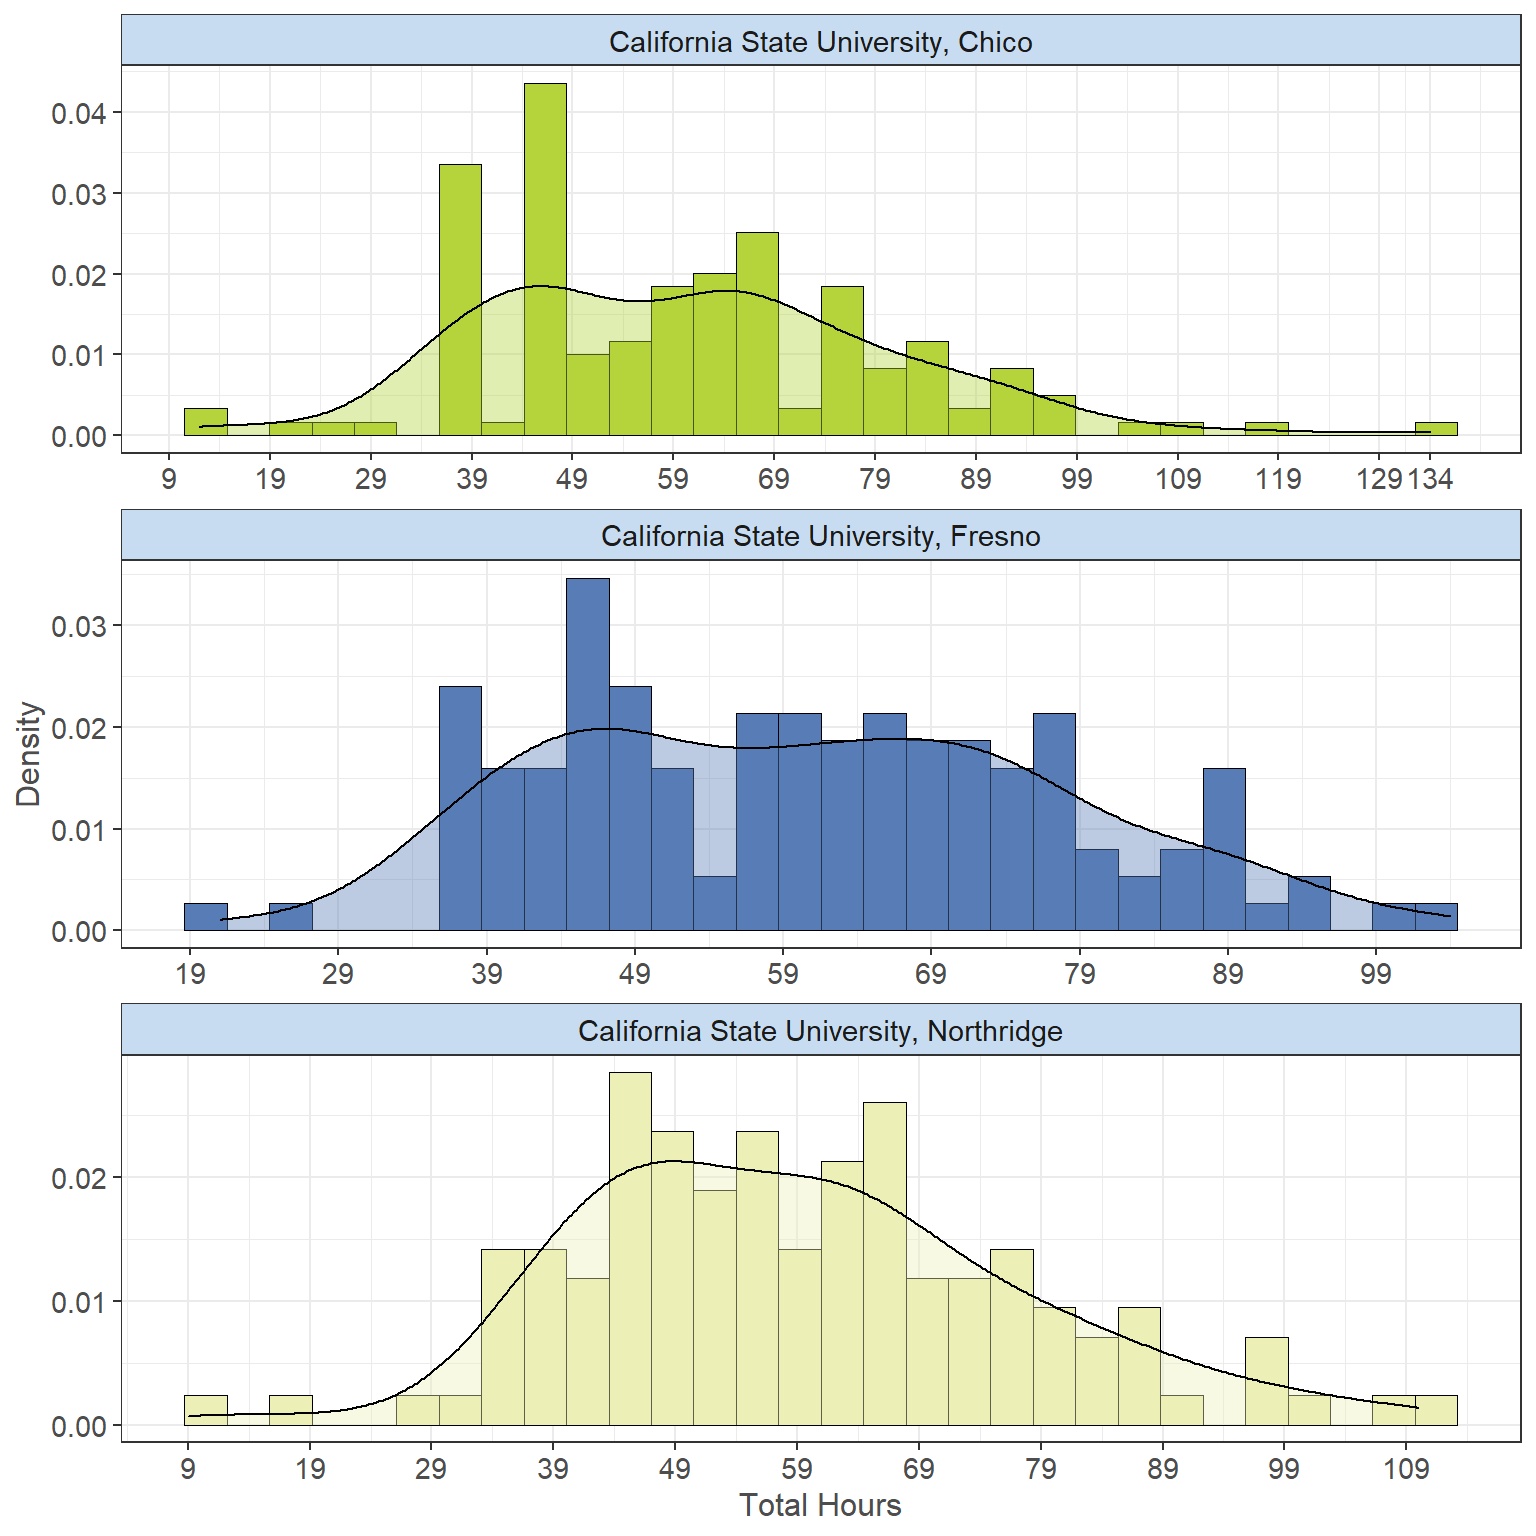 California State University, Chico
0.04
0.03
0.02
0.01
0.00
9 19 29 39 49 59 69 79 89 99 109 119 129 134
California State University, Fresno
Density
0.03
0.02
0.01
0.00
19 29 39 49 59 69 79 89 99
California State University, Northridge
0.02
0.01
0.00
9 19 29 39 49 59 69 79 89 99 109
Total Hours